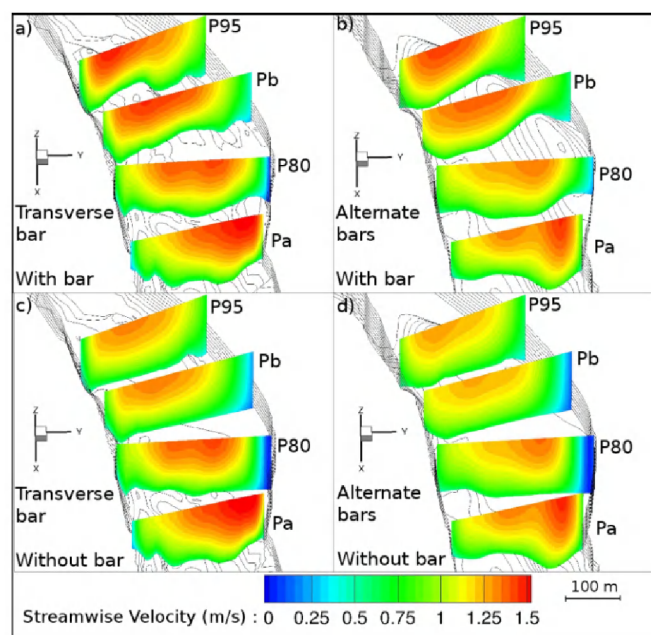 a)
P95
Pb
Z
Y
X
P80
Transverse
bar
Pa
With bar
b)
P95
Pb
Z
Y
X
P80
Alternate
bars
Pa
With bar
c)
P95
Pb
Z
Y
X
P80
Transverse
bar
Pa
Without bar
d)
P95
Pb
Z
Y
X
P80
Alternate
bars
Pa
Without bar
100 m
Streamwise Velocity (m/s) : 0 0.25 0.5 0.75 1 1.25 1.5